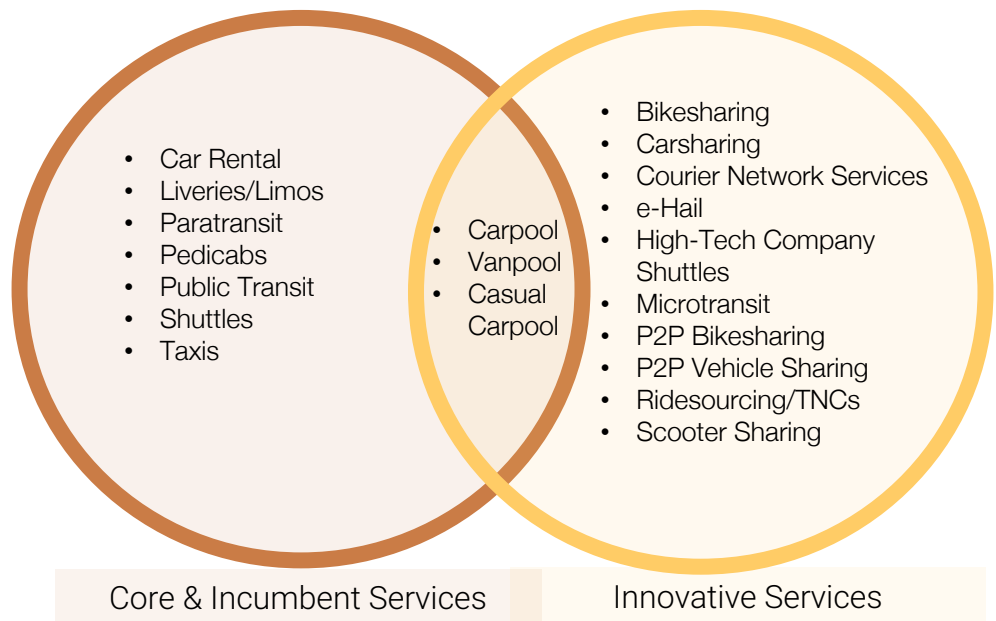 • Car Rental
• Liveries/Limos
• Paratransit
• Pedicabs
• Public Transit
• Shuttles
• Taxis
• Carpool
• Vanpool
• Casual
Carpool
• Bikesharing
• Carsharing
• Courier Network Services
• e-Hail
• High-Tech Company
Shuttles
• Microtransit
• P2P Bikesharing
• P2P Vehicle Sharing
• Ridesourcing/TNCs
• Scooter Sharing
Core & Incumbent Services
Innovative Services